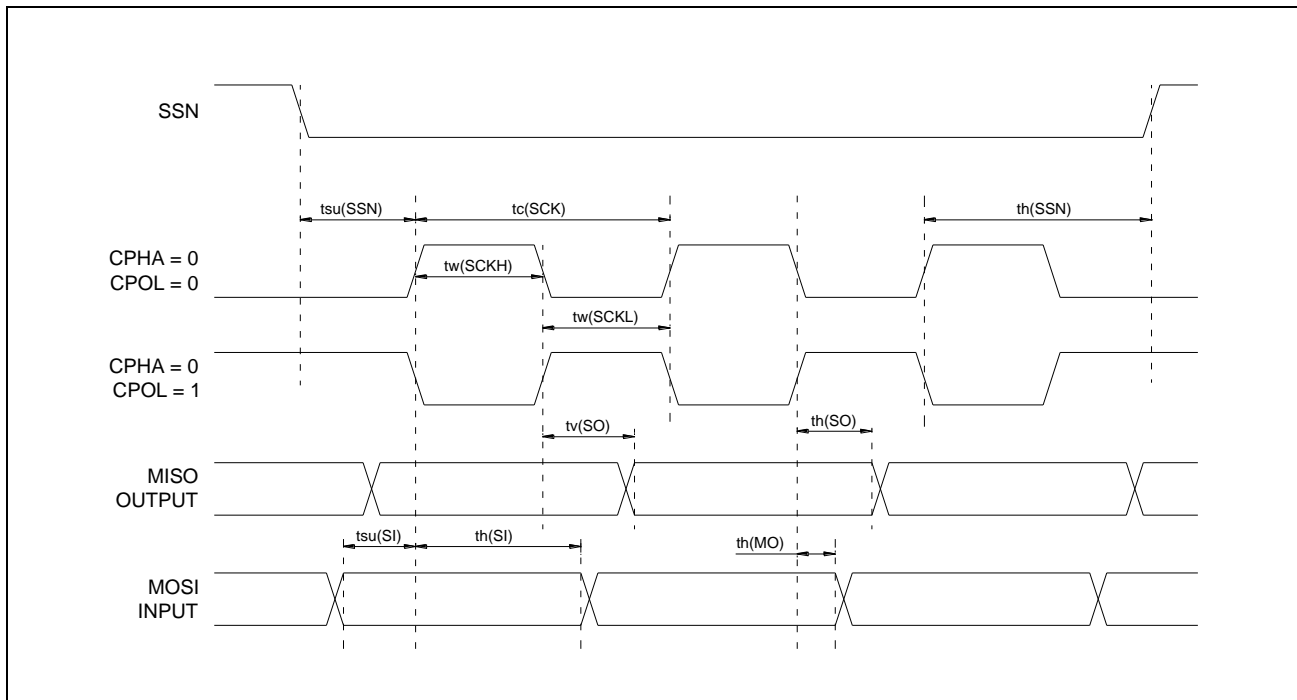 SSN
tsu(SSN)
tc(SCK)
th(SSN)
CPHA = 0
CPOL = 0
tw(SCKH)
tw(SCKL)
CPHA = 0
CPOL = 1
tv(SO)
th(SO)
MISO
OUTPUT
tsu(SI)
th(SI)
th(MO)
MOSI
INPUT